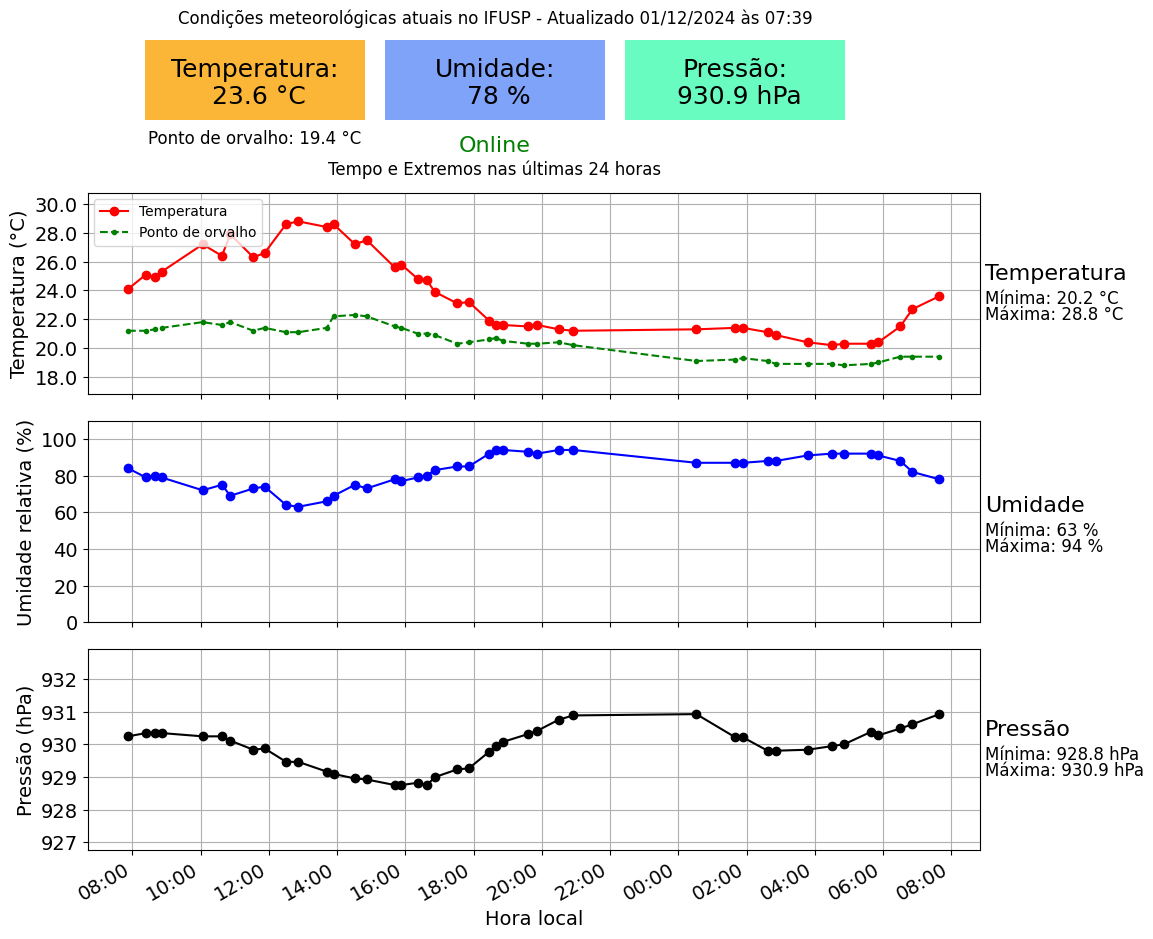 Condições meteorológicas atuais no IFUSP - Atualizado 01/12/2024 às 07:39
Temperatura:
23.6 °C
Umidade:
78 %
Pressão:
930.9 hPa
Ponto de orvalho: 19.4 °C
Online
Tempo e Extremos nas últimas 24 horas
Temperatura (°C)
30.0
28.0
26.0
24.0
22.0
20.0
18.0
Temperatura
Ponto de orvalho
Temperatura
Mínima: 20.2 °C
Máxima: 28.8 °C
Umidade relativa (%)
100
80
60
40
20
0
Umidade
Mínima: 63 %
Máxima: 94 %
Pressão (hPa)
932
931
930
929
928
927
Pressão
Mínima: 928.8 hPa
Máxima: 930.9 hPa
08:00
10:00
12:00
14:00
16:00
18:00
20:00
22:00
00:00
02:00
04:00
06:00
08:00
Hora local